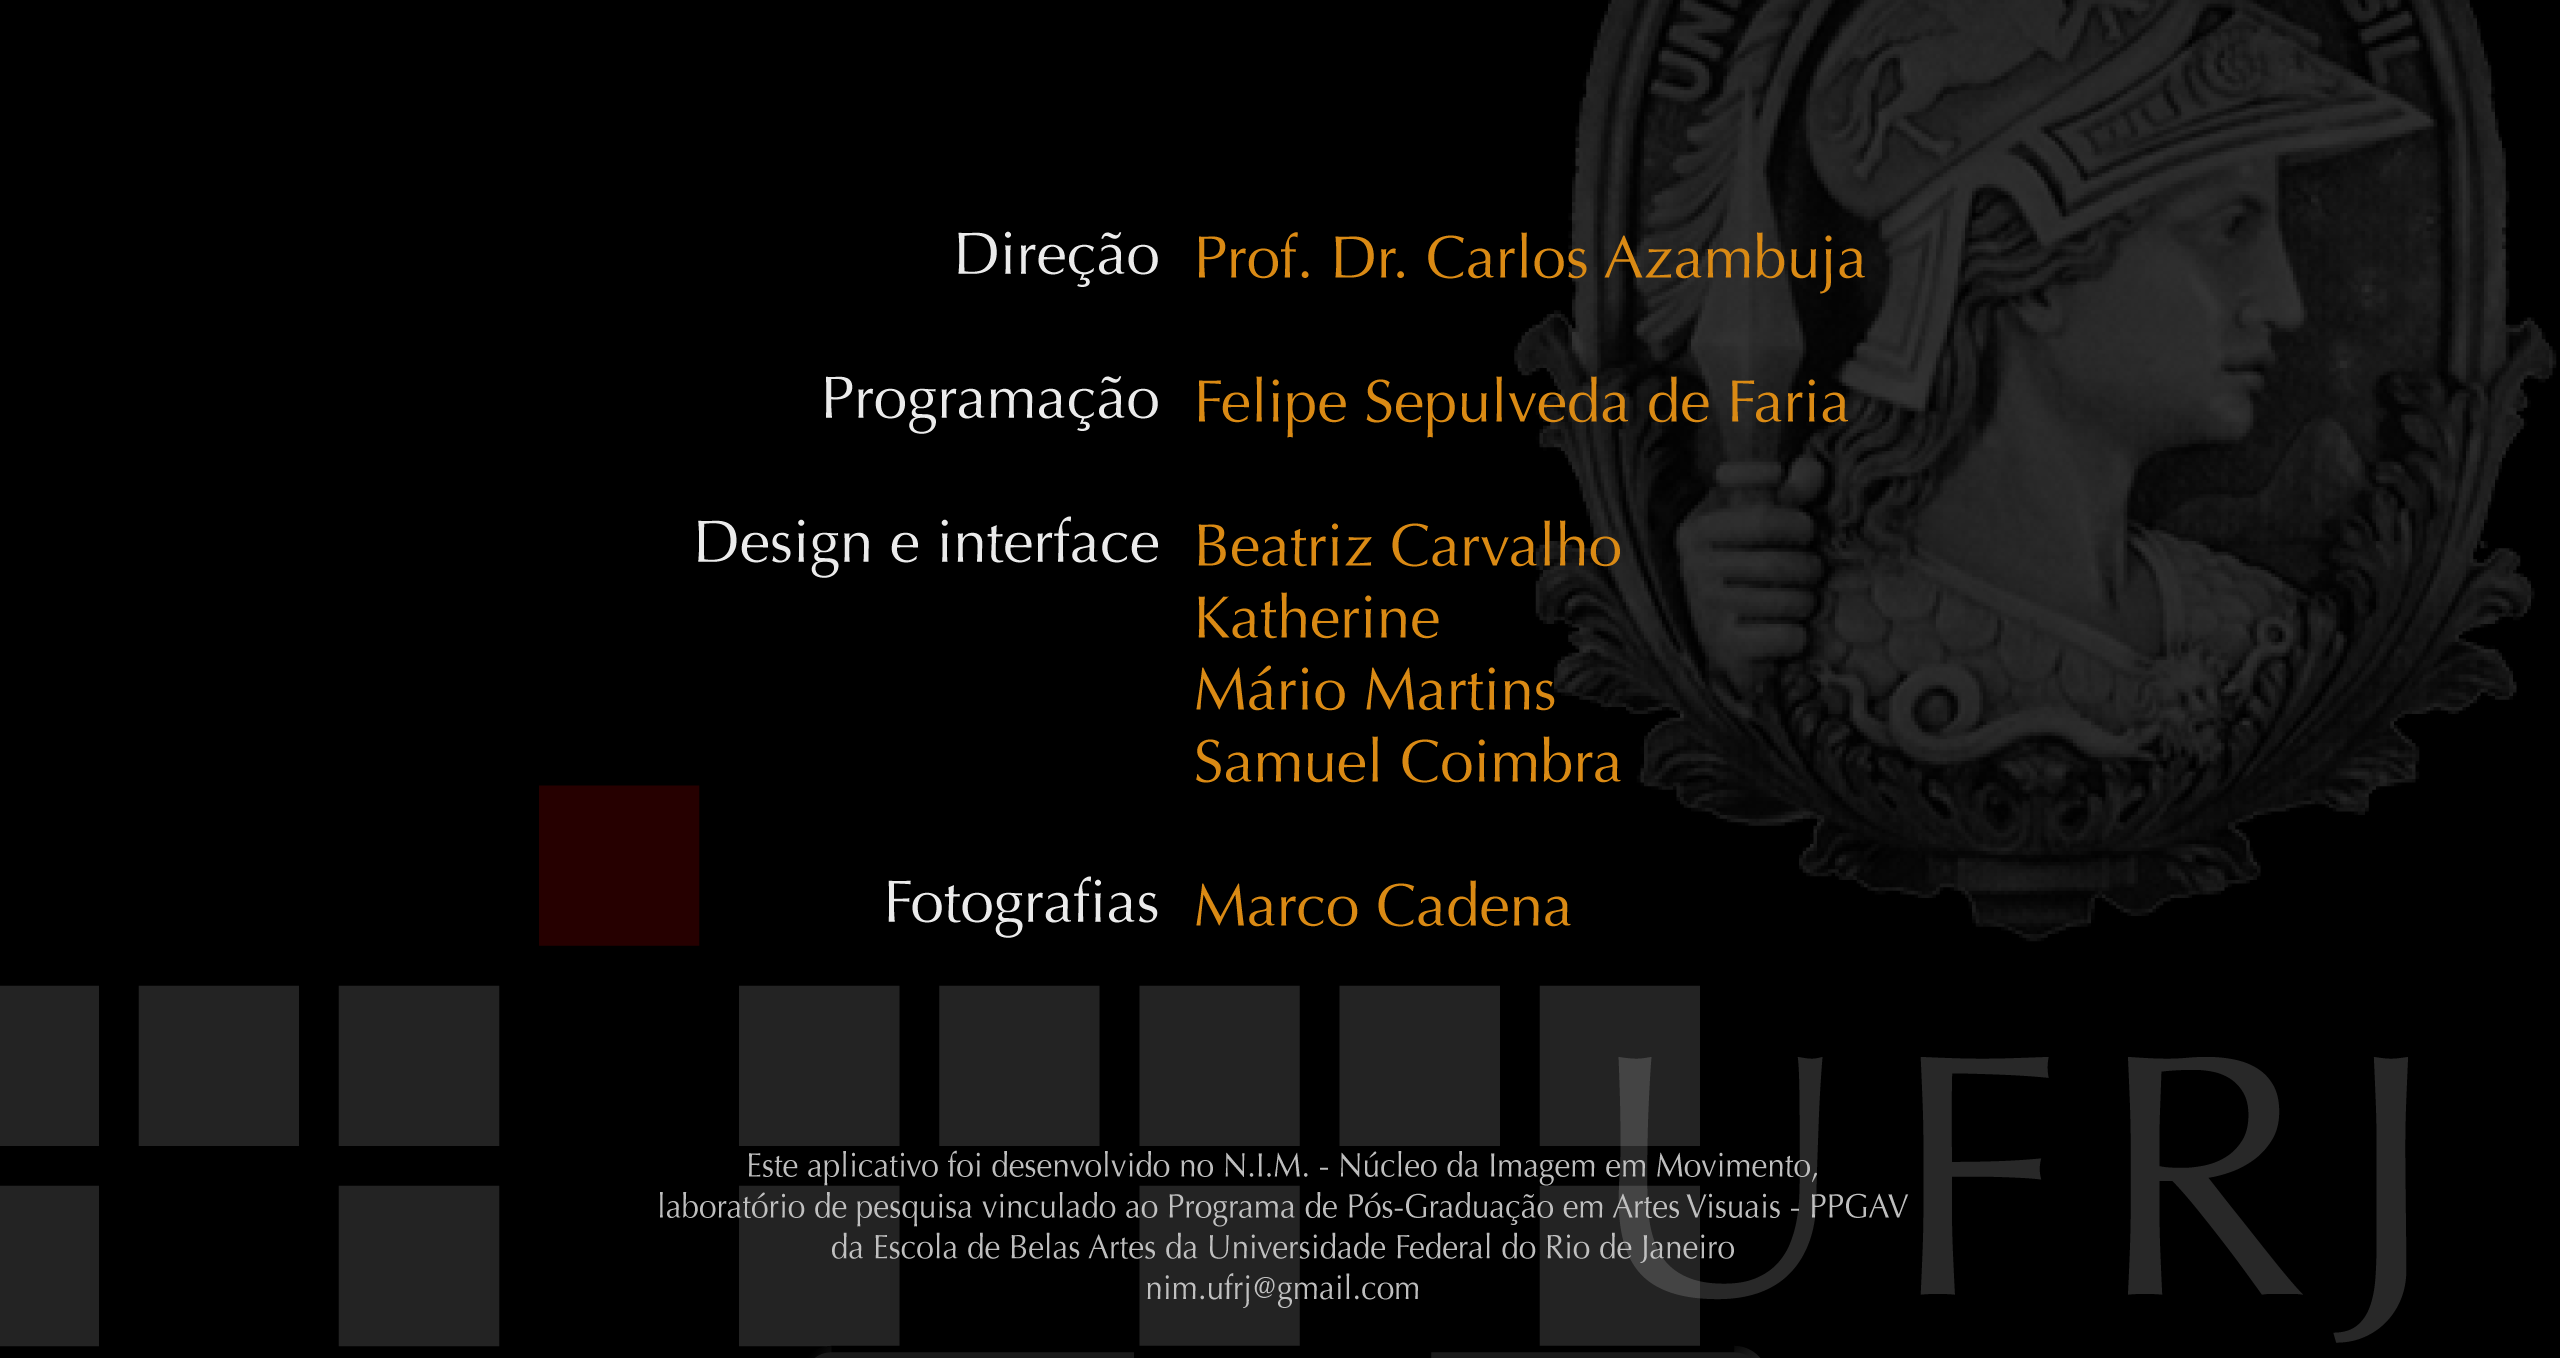 Direção Prof. Dr. Carlos Azambuja
Programação Felipe Sepulveda de Faria
Design e interface Beatriz Carvalho
Katherine
Mário Martins
Samuel Coimbra
Fotografias Marco Cadena
UFRJ
Este aplicativo foi desenvolvido no N.I.M. - Núcleo da Imagem em Movimento,
laboratório de pesquisa vinculado ao Programa de Pós-Graduação em Artes Visuais - PPGAV
da Escola de Belas Artes da Universidade Federal do Rio de Janeiro
nim.ufrj@gmail.com